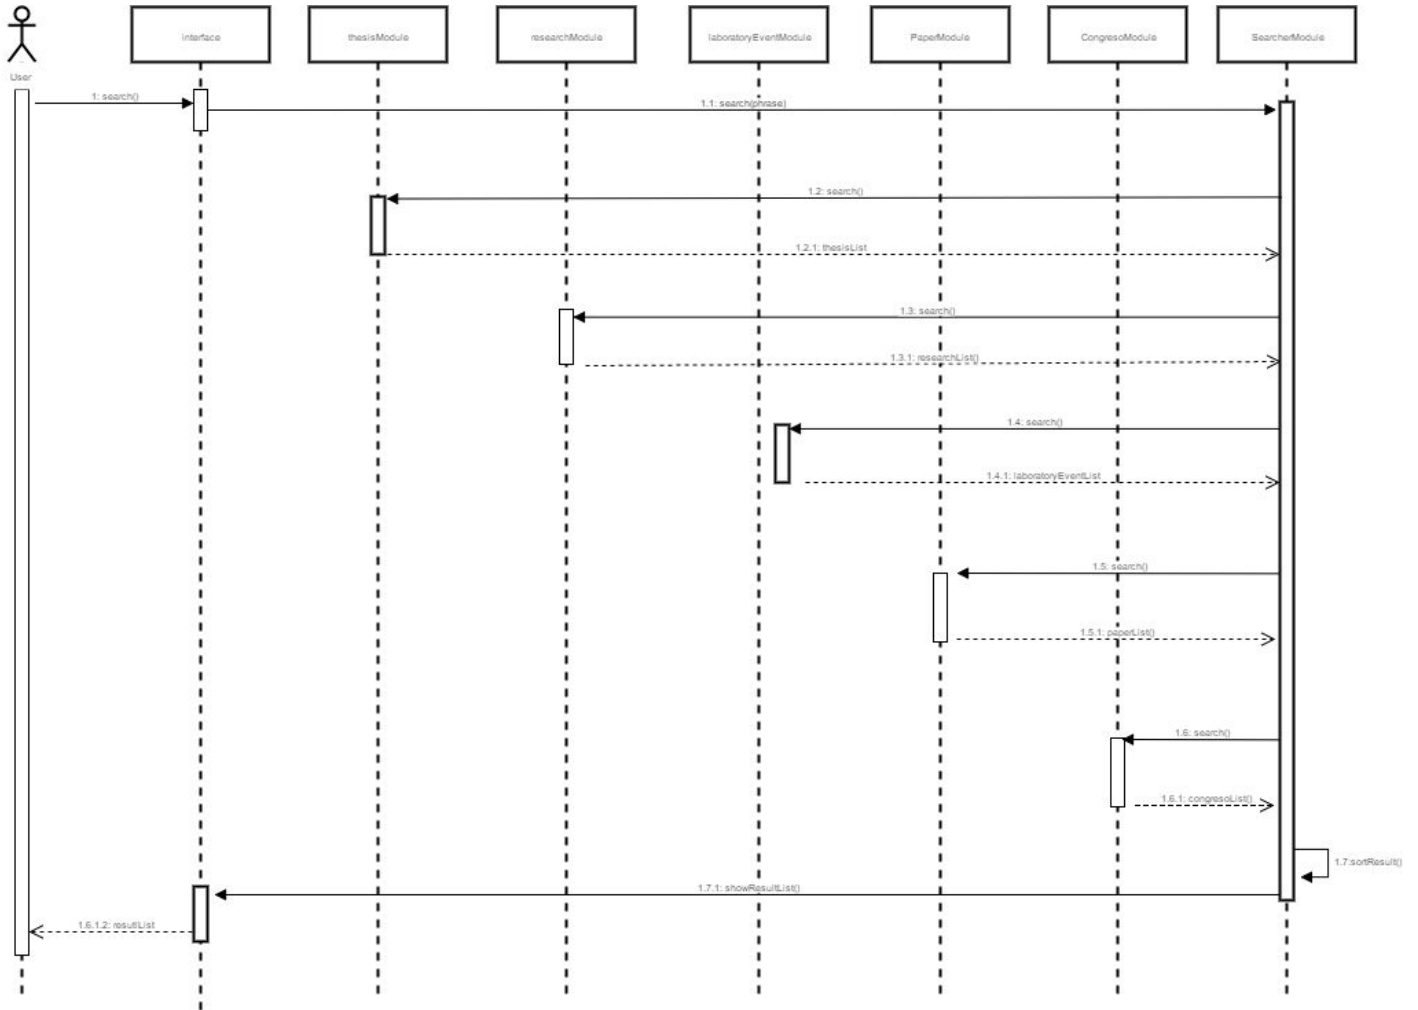 interface
thesisModule
researchModule
laboratoryEventModule
PaperModule
CongresoModule
SearcherModule
User
1: search()
1.1: search(phrase)
1.2: search()
1.2.1: thesisList
1.3: search()
1.3.1: researchList()
1.4: search()
1.4.1: laboratoryEventList
1.5: search()
1.5.1: paperList()
1.6: search()
1.6.1: congresoList()
1.7:sortResult()
1.7.1: showResultList()
1.6.1.2: resutlList